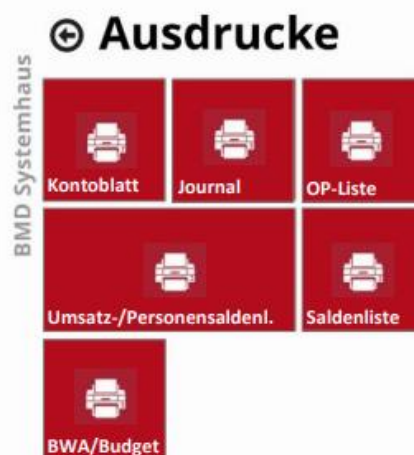 Ausdrucke
BMD Systemhaus
Kontoblatt
Journal
OP-Liste
Umsatz-/Personensaldenl.
Saldenliste
BWA/Budget